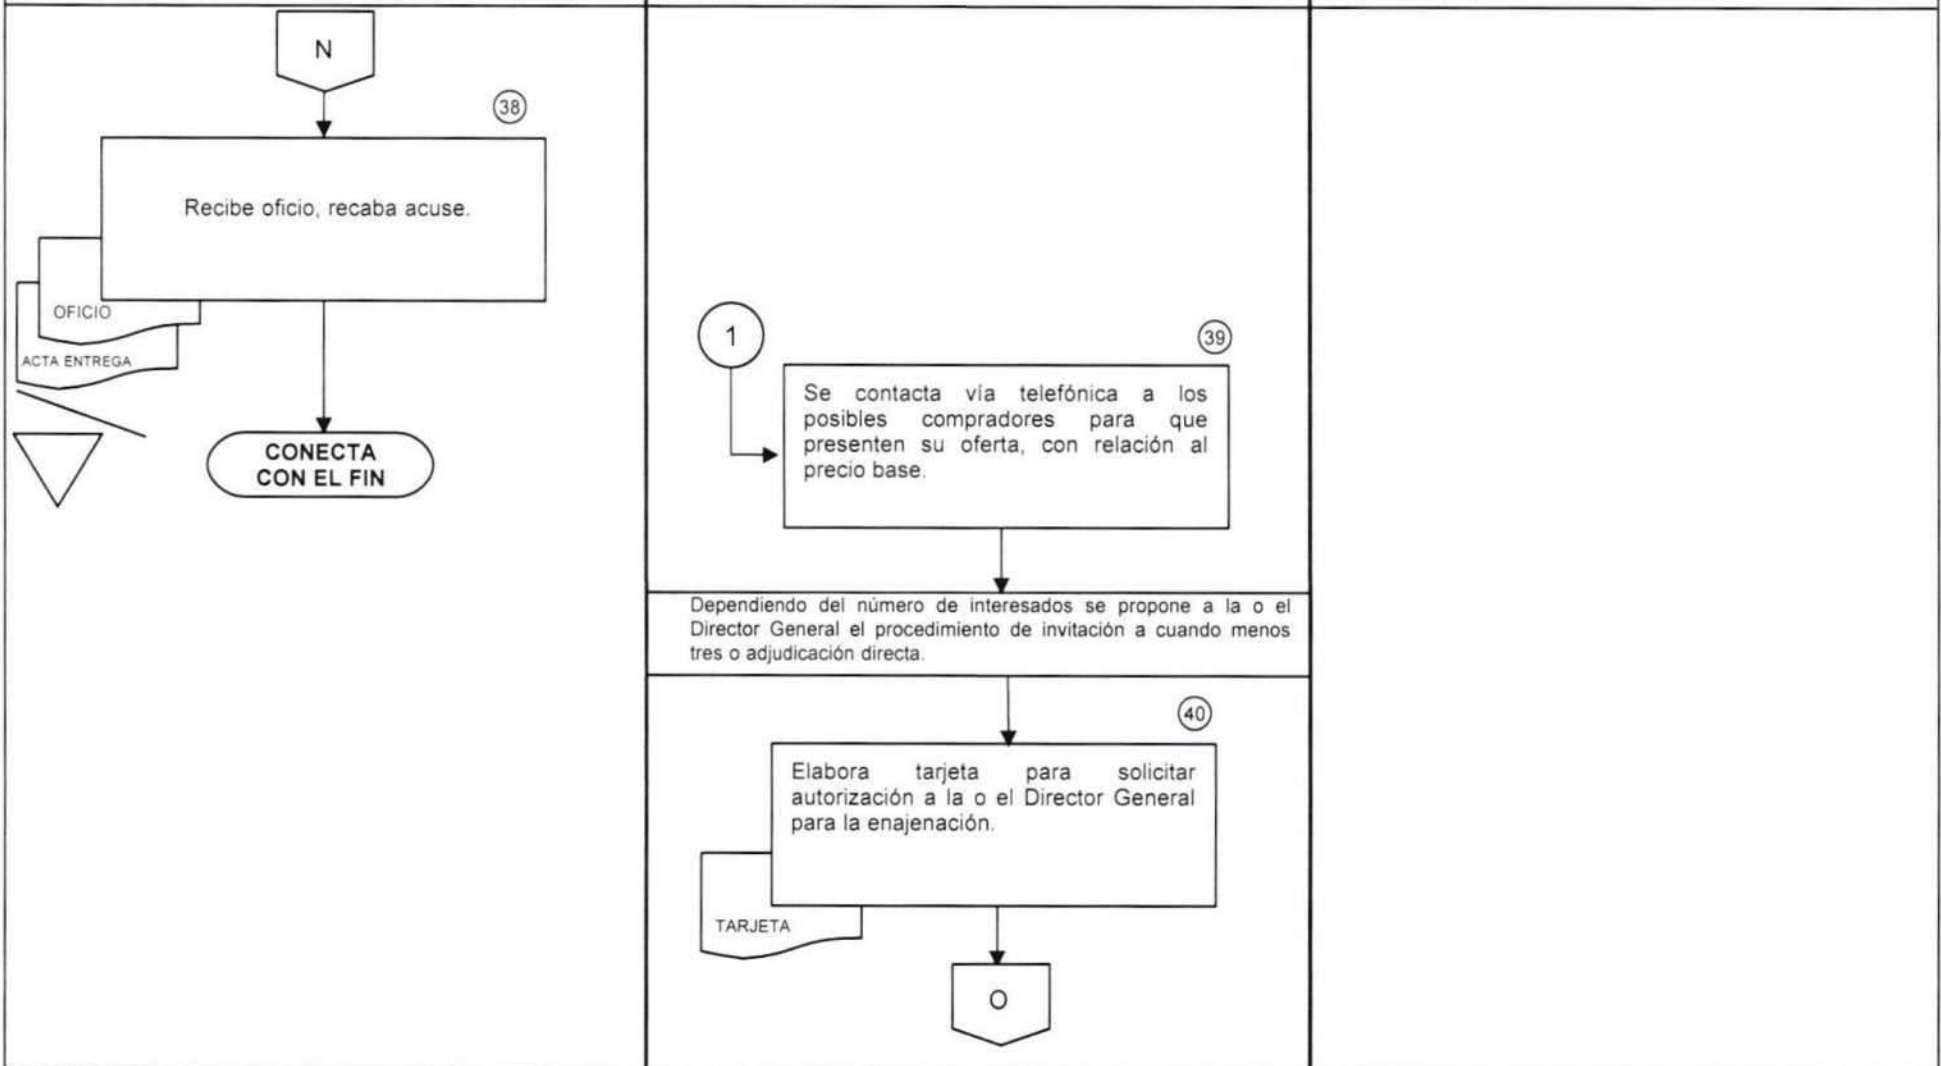 N
38
Recibe oficio, recaba acuse.
OFICIO
ACTA ENTREGA
CONECTA
CON EL FIN
1
39
Se contacta vía telefónica a los
posibles compradores para que
presenten su oferta, con relación al
precio base.
Dependiendo del número de interesados se propone a la o el
Director General el procedimiento de invitación a cuando menos
tres o adjudicación directa.
40
Elabora tarjeta para solicitar
autorización a la o el Director General
para la enajenación.
TARJETA
O